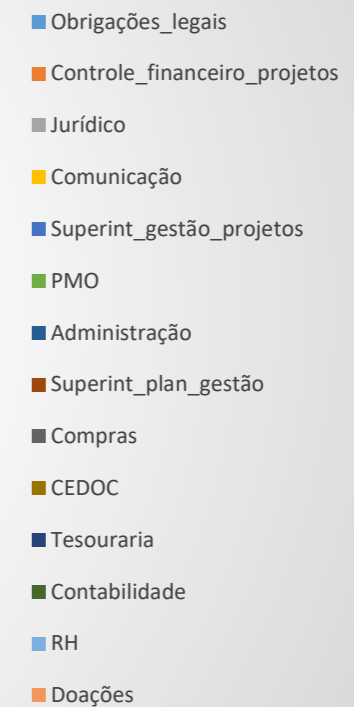 Obrigações_legais
Controle_financeiro_projetos
Jurídico
Comunicação
Superint_gestão_projetos
PMO
Administração
Superint_plan_gestão
Compras
CEDOC
Tesouraria
Contabilidade
RH
Doações